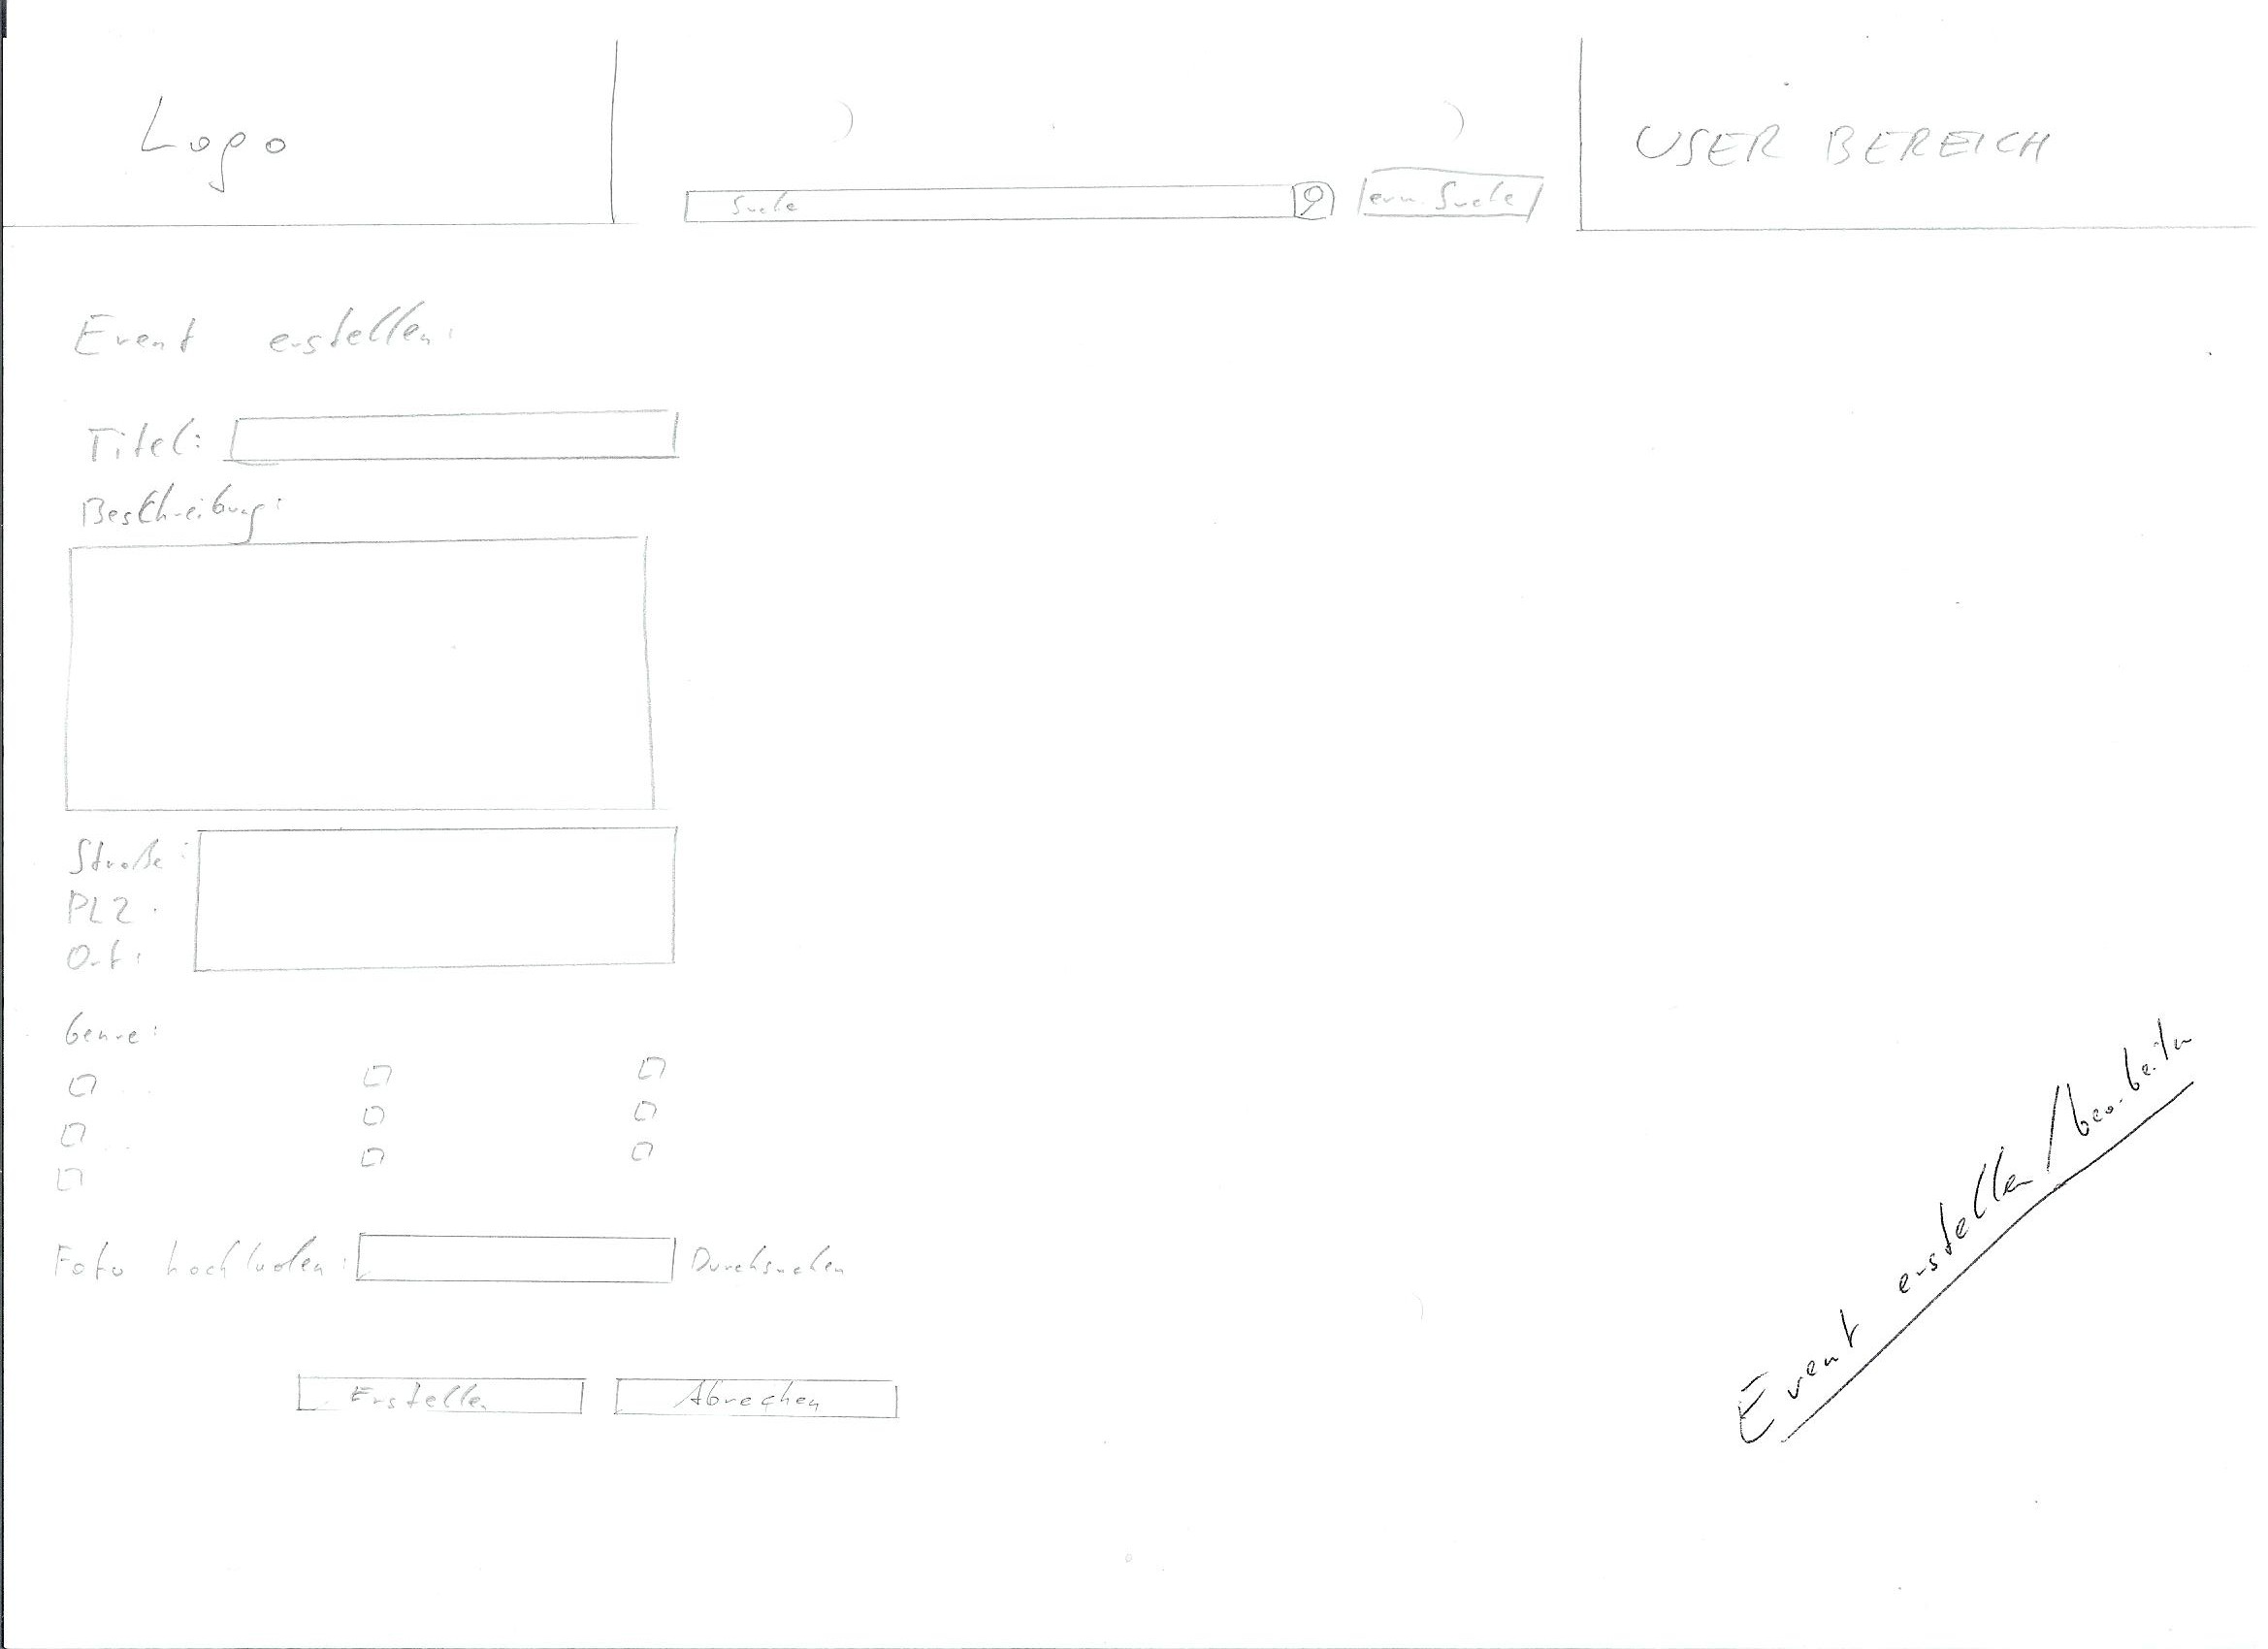 Logo
USER BEREICH
Suche
erw. Suche
Event erstellen:
Titel:
Beschreibung:
Straße:
PLZ:
Ort:
Genre:
Foto hochladen:
Durchsuchen
Erstellen
Abbrechen
Event erstellen/bearbeiten